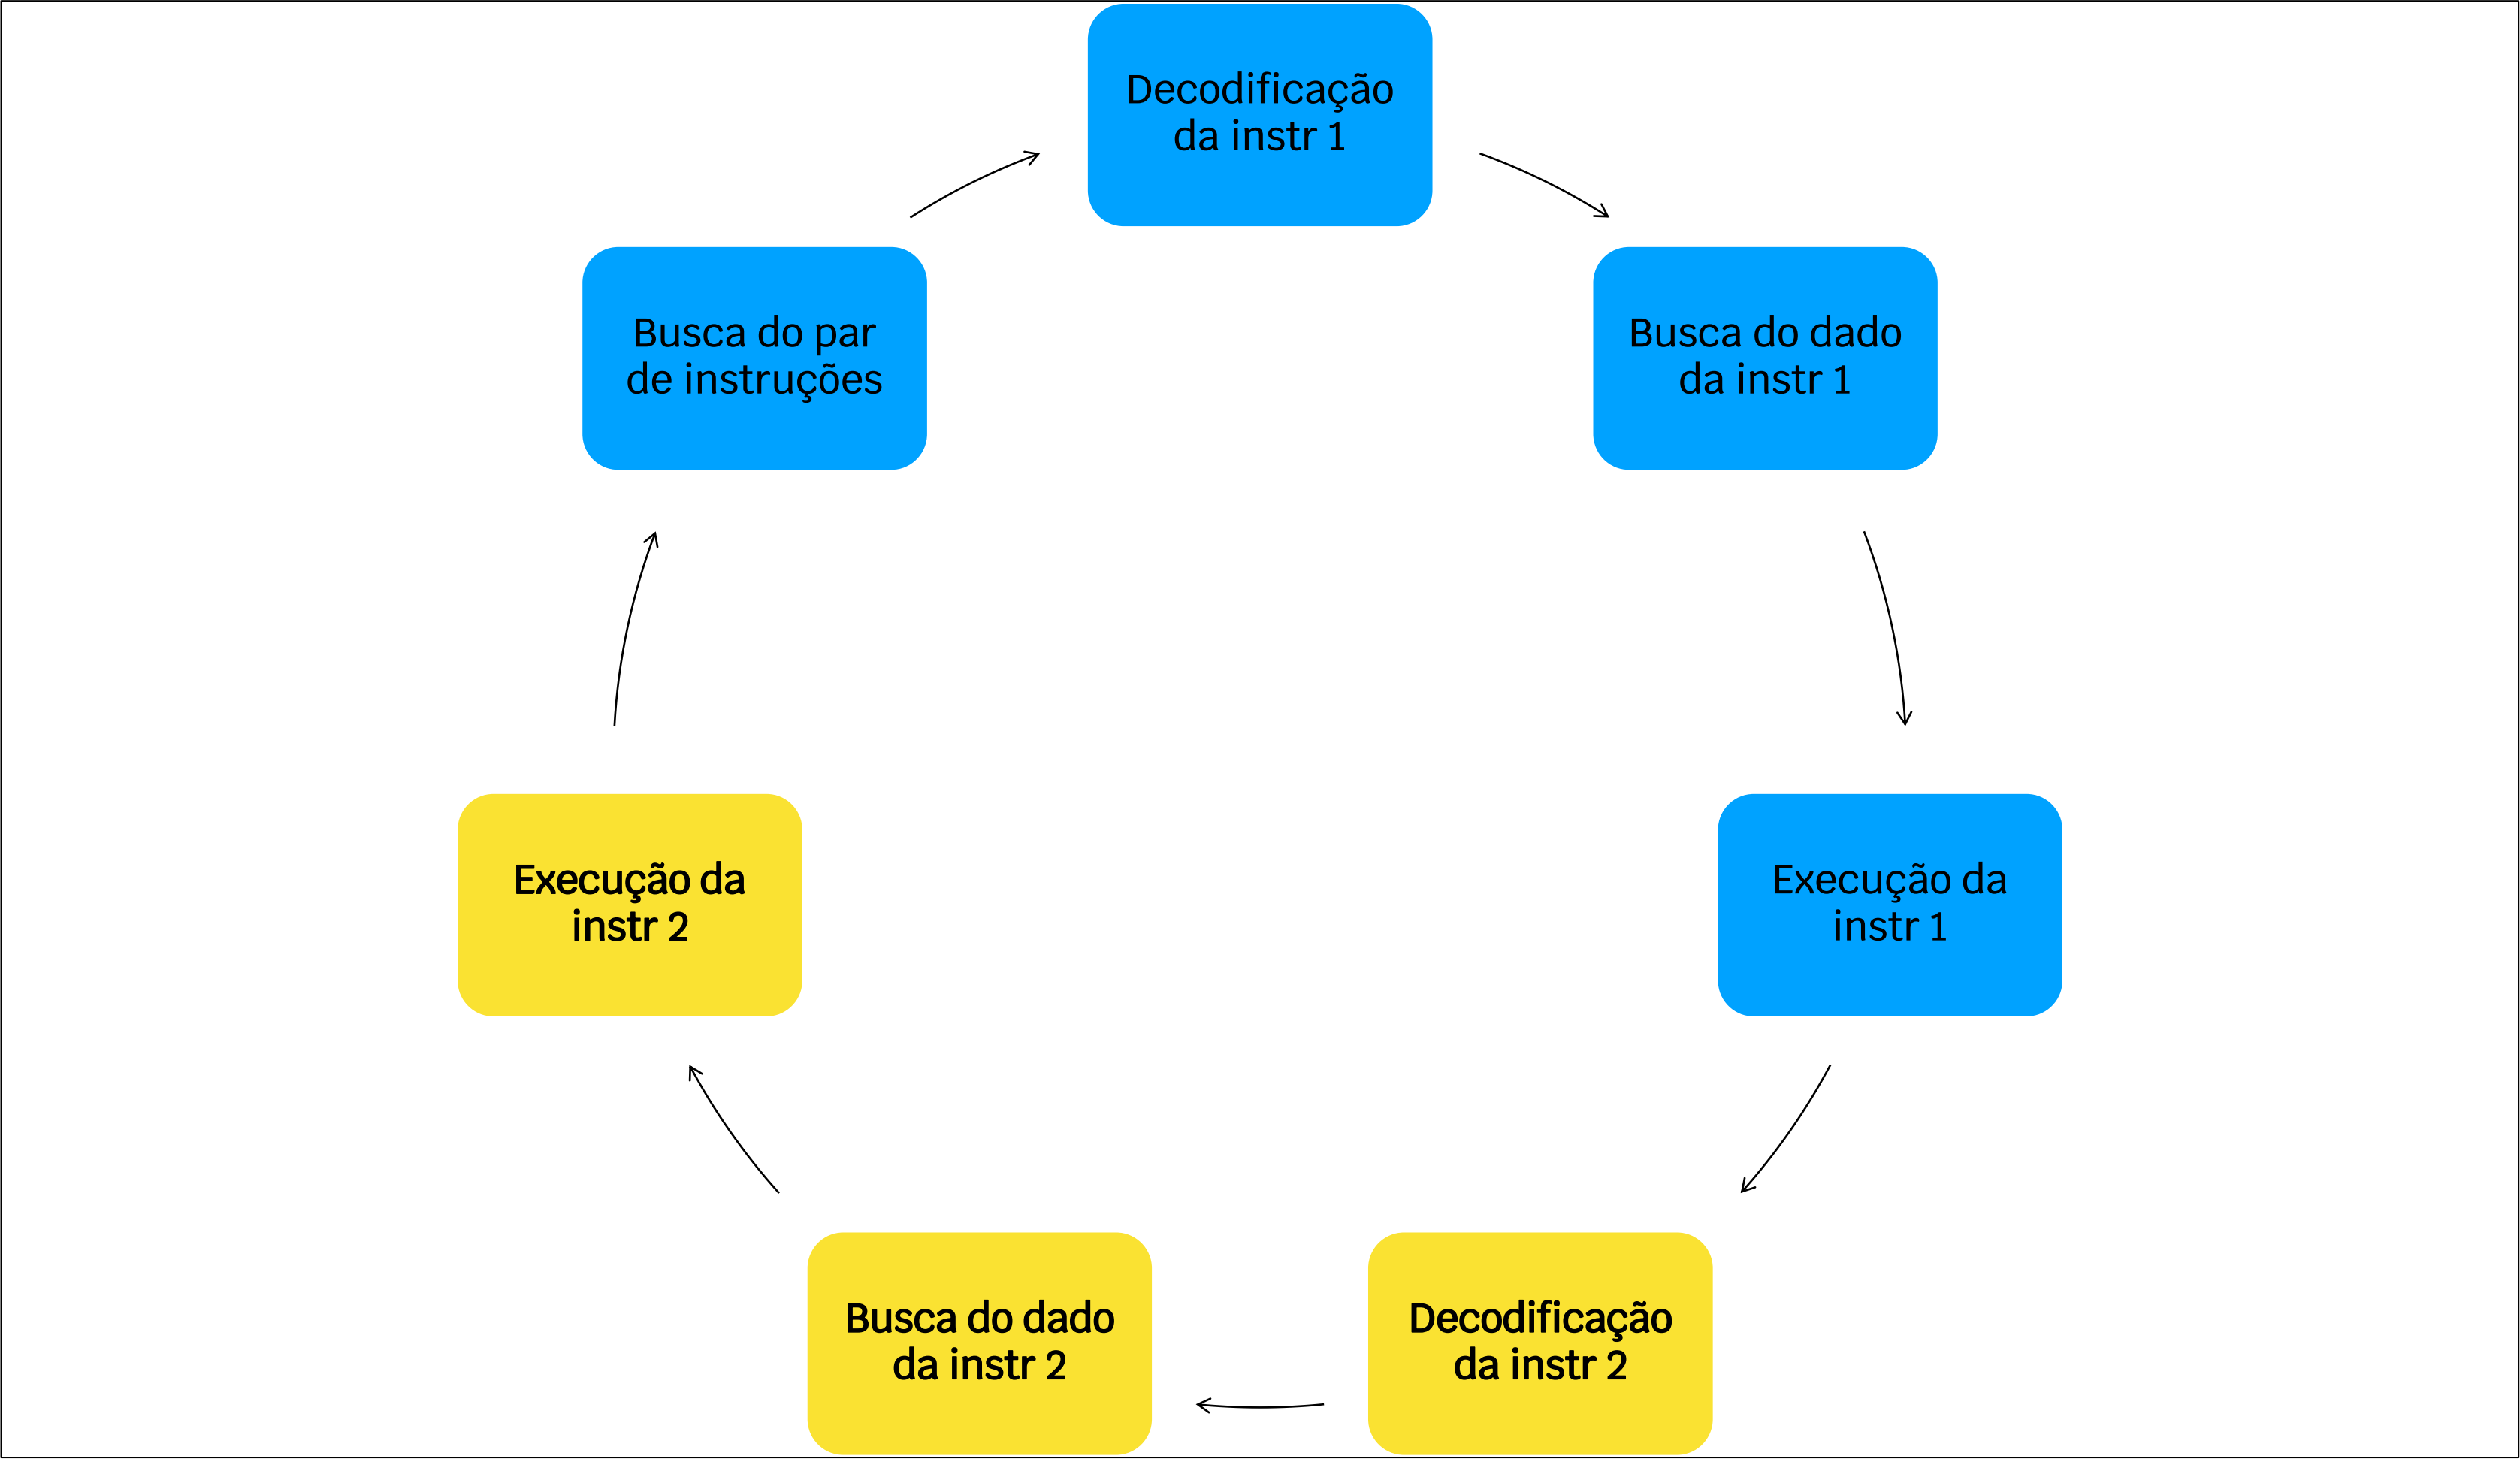 Decodificação
da instr 1
Busca do par
de instruções
Busca do dado
da instr 1
Execução da
instr 2
Execução da
instr 1
Busca do dado
da instr 2
Decodificação
da instr 2